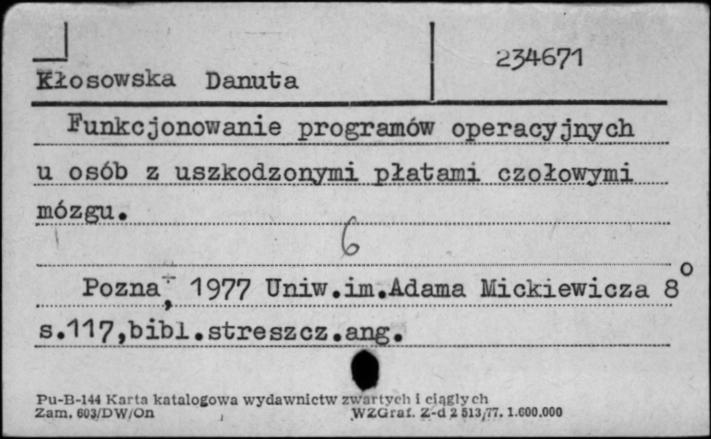 234671
Kłosowska Danuta
Funkcjonowanie programów operacyjnych
u osób z uszkodzonymi płatami czołowymi
mózgu.
6
Pozna, 1977 Uniw.im.Adama Mickiewicza 8°
s.117,bibl.streszcz.ang.
Pu-B-144 Karta katalogowa wydawnictw zwartych i ciągłych
Zam. 603/DW/On WZGraf. Z-d 2 513/77. 1.600.000